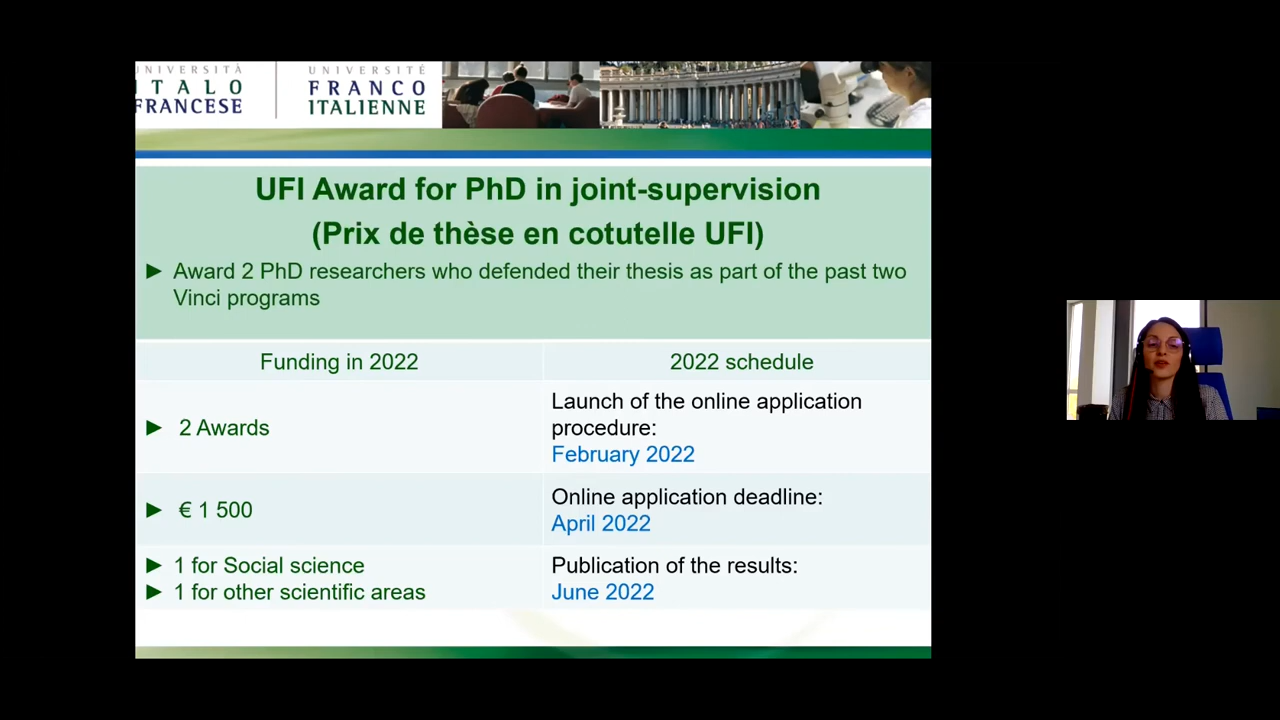 UNIVERSITÀ
ITALO
FRANCESE
UNIVERSITÉ
FRANCO
ITALIENNE
UFI Award for PhD in joint-supervision
(Prix de thèse en cotutelle UFI)
► Award 2 PhD researchers who defended their thesis as part of the past two
Vinci programs
Funding in 2022
2022 schedule
► 2 Awards
Launch of the online application
procedure:
February 2022
► € 1 500
Online application deadline:
April 2022
► 1 for Social science
► 1 for other scientific areas
Publication of the results:
June 2022